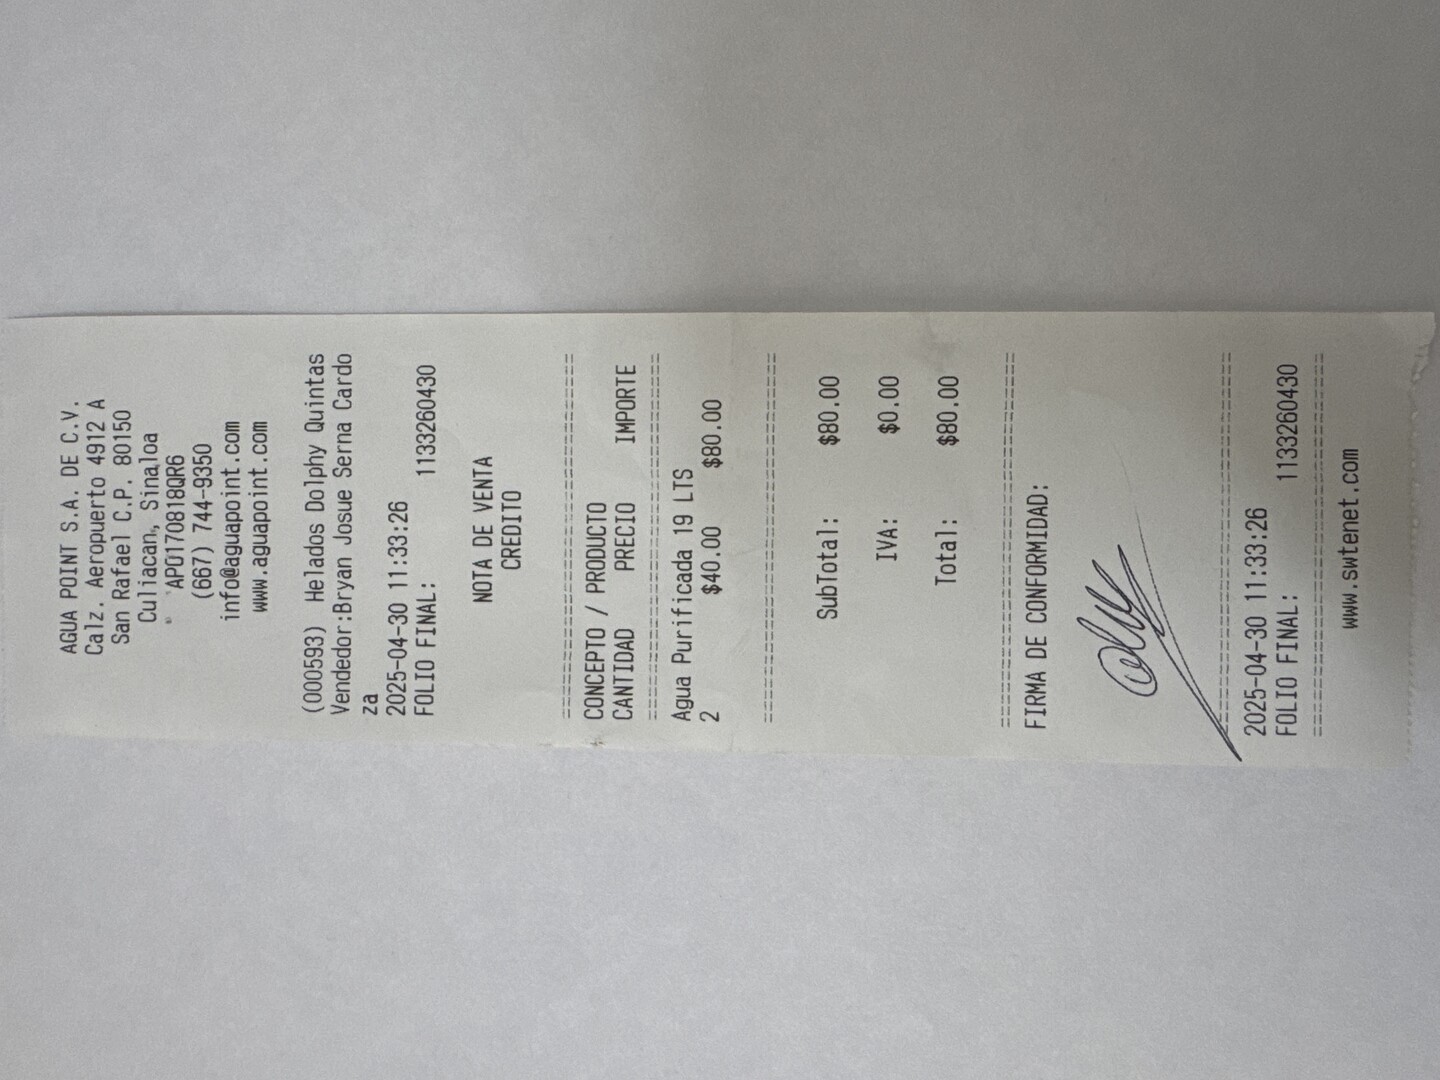 AGUA POINT S.A. DE C.V.
Calz. Aeropuerto 4912 A
San Rafael C.P. 80150
Culiacan, Sinaloa
APO170818QR6
(667) 744-9350
info@aguapoint.com
www.aguapoint.com
(000593) Helados Dolphy Quintas
Vendedor:Bryan Josue Serna Cardo
za
2025-04-30 11:33:26
FOLIO FINAL: 1133260430
NOTA DE VENTA
CREDITO
================================
CONCEPTO / PRODUCTO
CANTIDAD PRECIO IMPORTE
================================
Agua Purificada 19 LTS
2 $40.00 $80.00
================================
SubTotal: $80.00
IVA: $0.00
Total: $80.00
================================
FIRMA DE CONFORMIDAD:
================================
2025-04-30 11:33:26
FOLIO FINAL: 1133260430
================================
www.swtenet.com